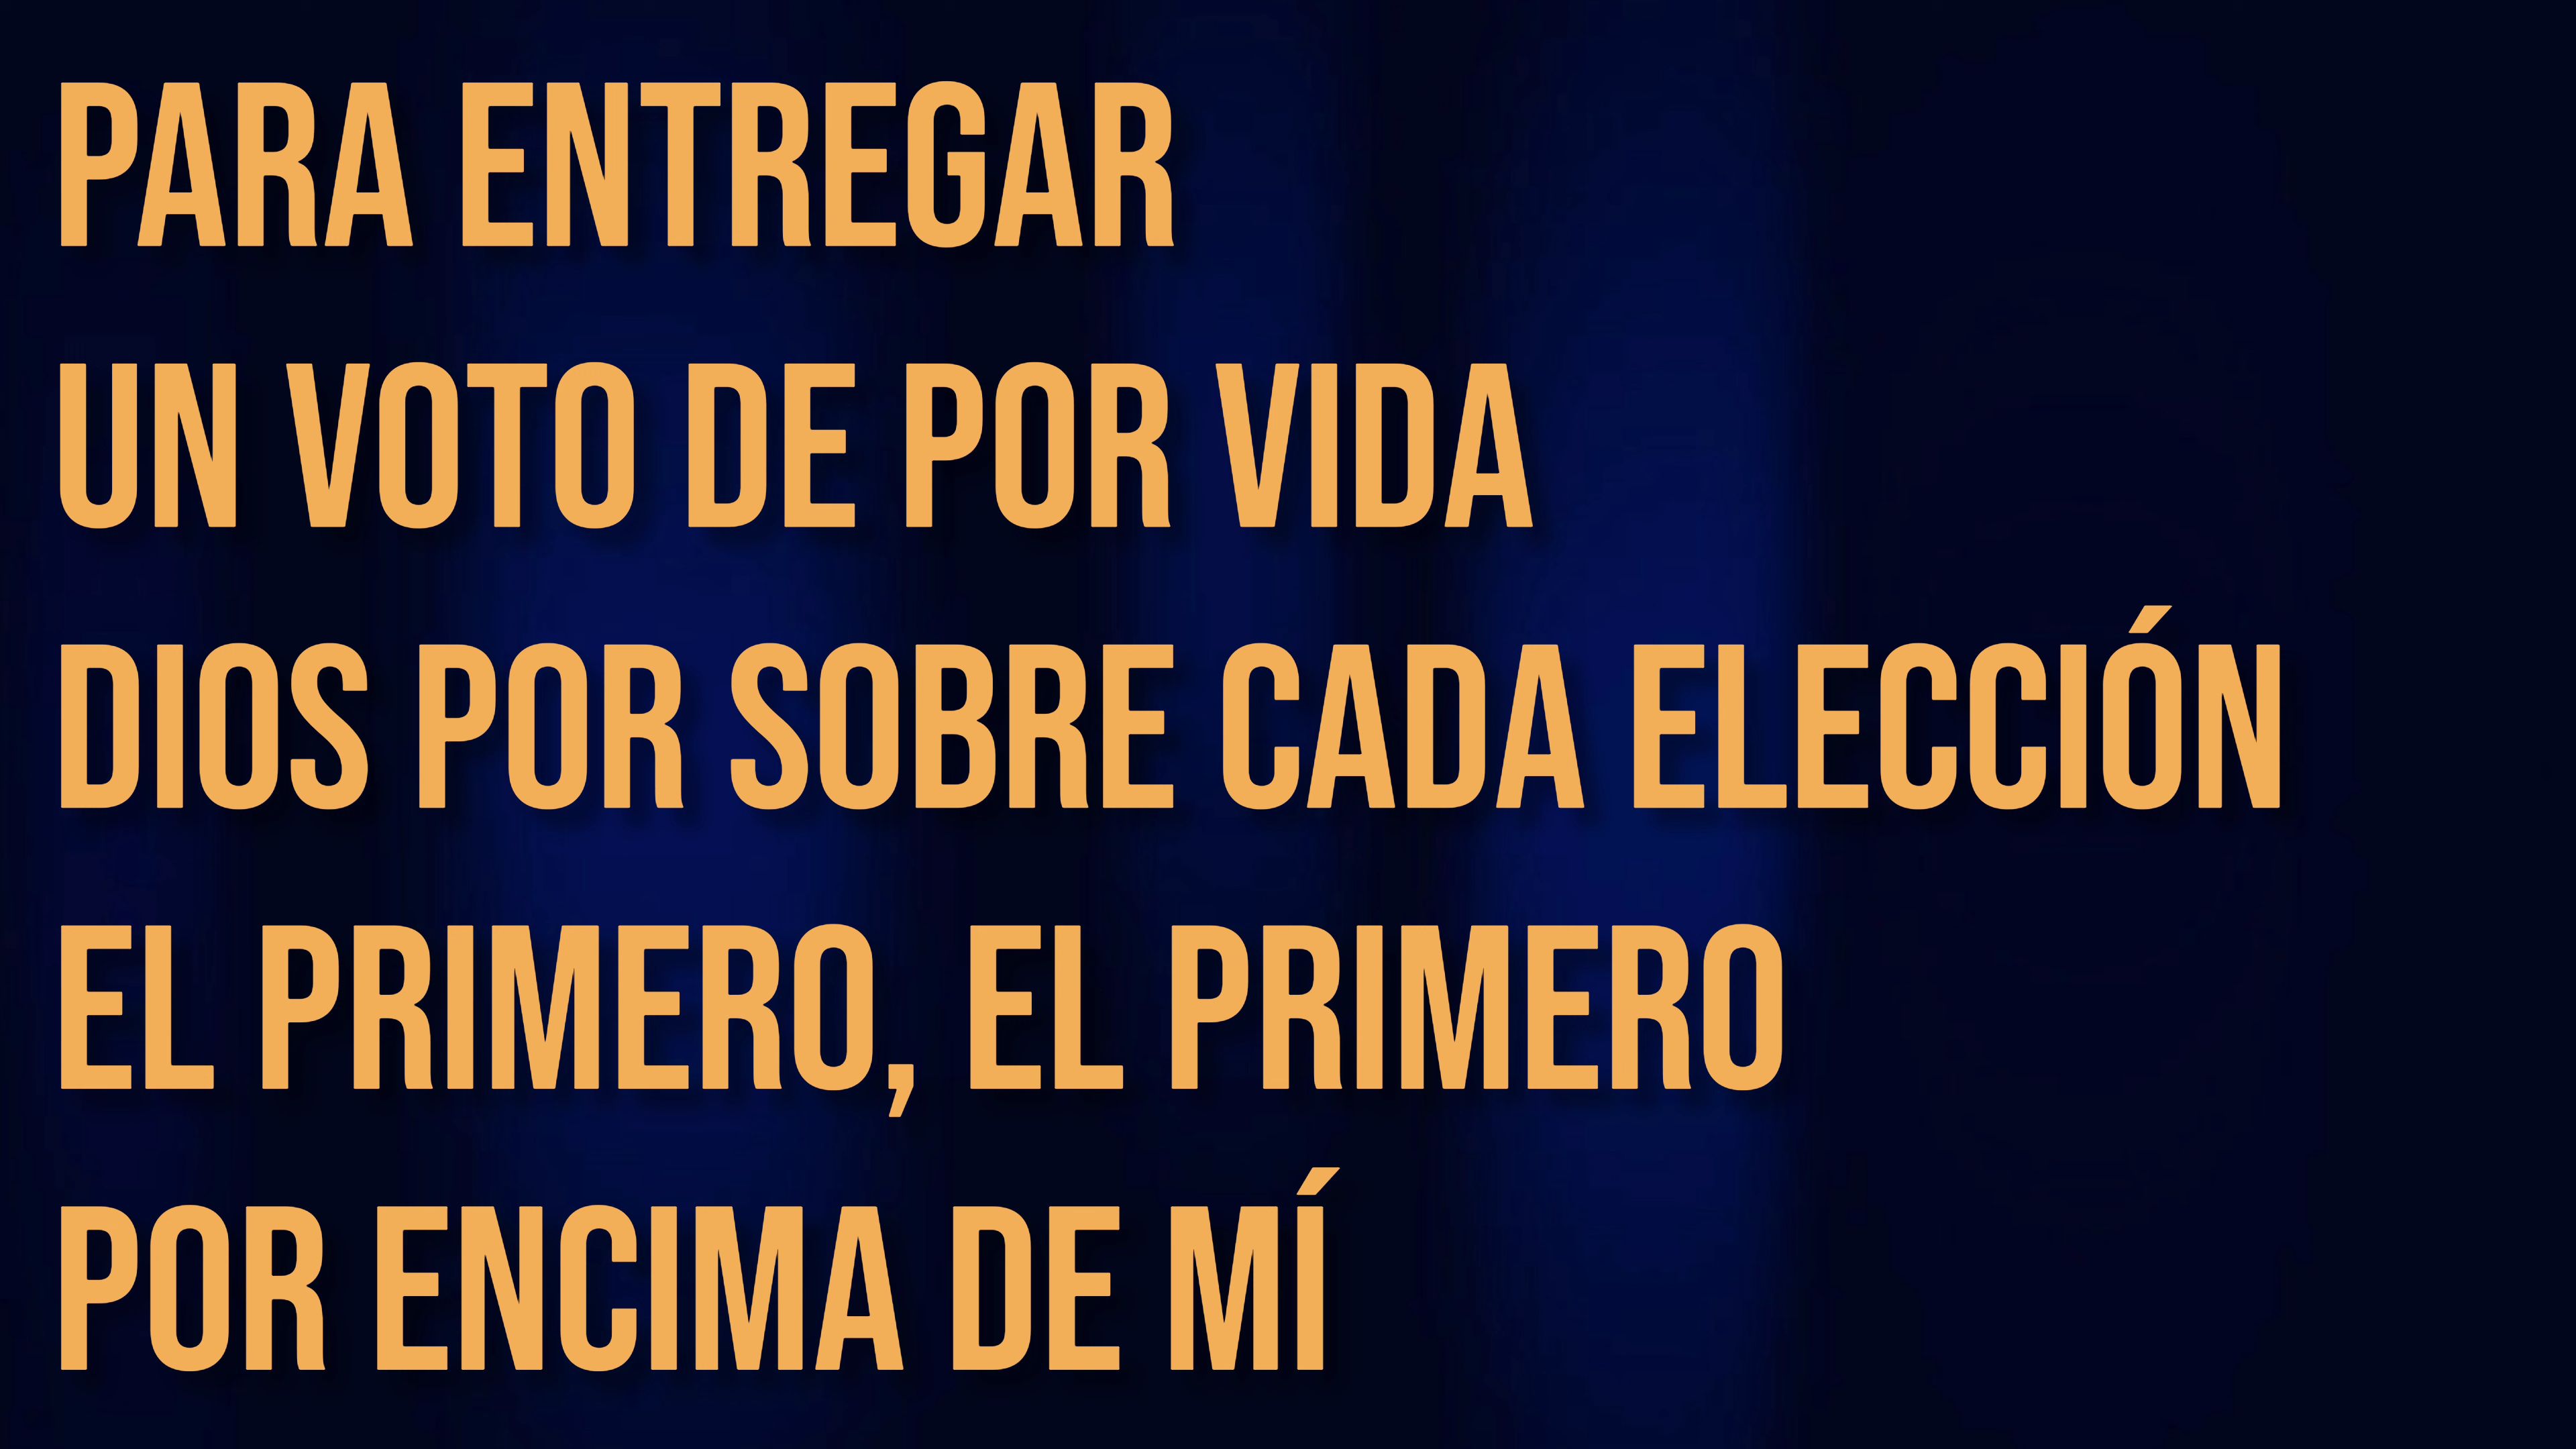 PARA ENTREGAR
UN VOTO DE POR VIDA
DIOS POR SOBRE CADA ELECCIÓN
EL PRIMERO, EL PRIMERO
POR ENCIMA DE MÍ